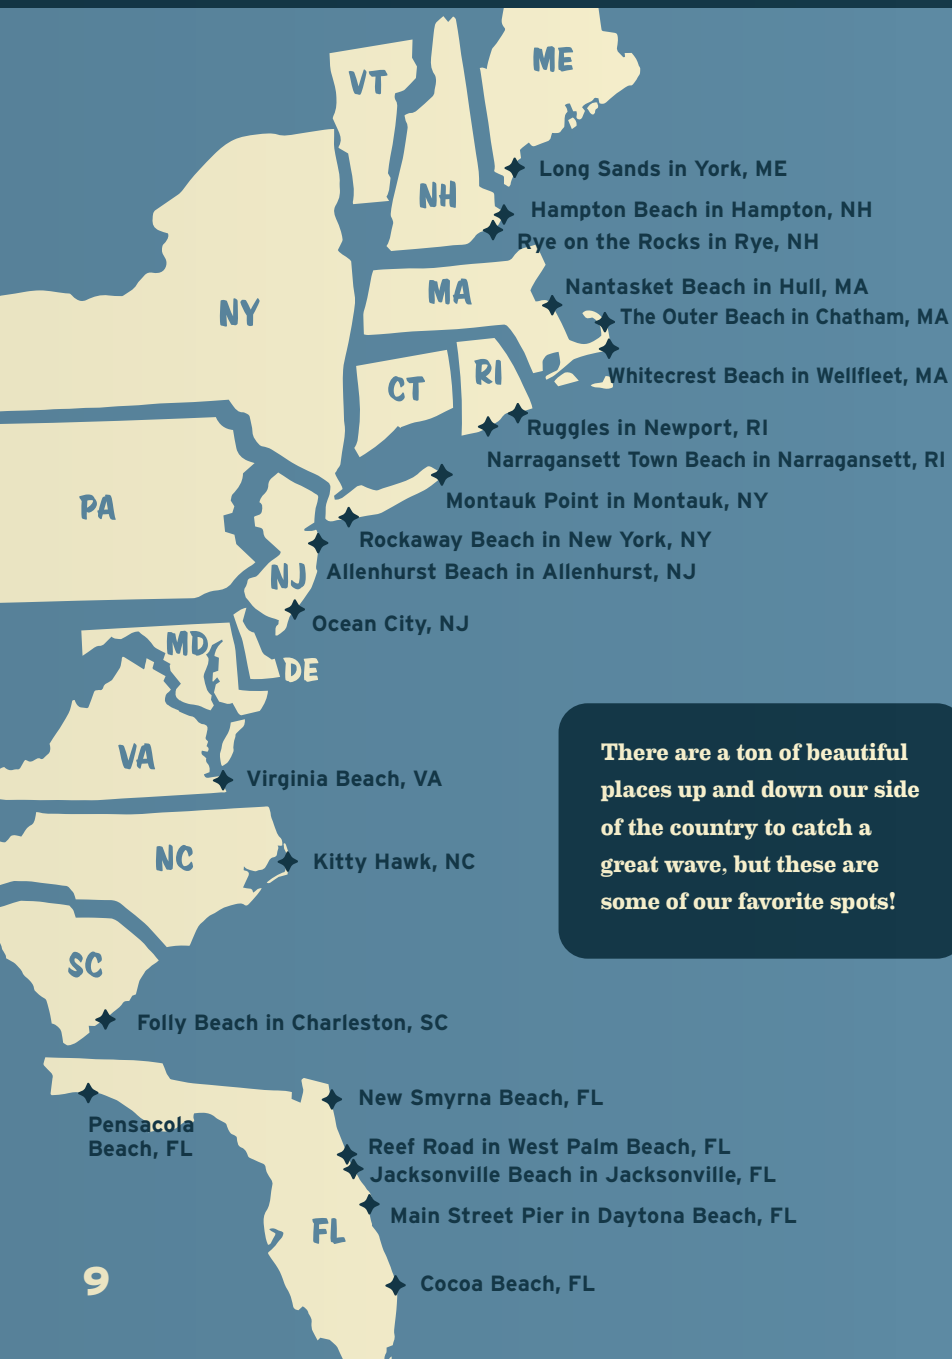 ME
VT
Long Sands in York, ME
NH
Hampton Beach in Hampton, NH
Rye on the Rocks in Rye, NH
MA
Nantasket Beach in Hull, MA
NY
The Outer Beach in Chatham, MA
RI
CT
Whitecrest Beach in Wellfleet, MA
Ruggles in Newport, RI
Narragansett Town Beach in Narragansett, RI
PA
Montauk Point in Montauk, NY
Rockaway Beach in New York, NY
NJ
Allenhurst Beach in Allenhurst, NJ
Ocean City, NJ
MD
DE
VA
Virginia Beach, VA
There are a ton of beautiful
places up and down our side
of the country to catch a
great wave, but these are
some of our favorite spots!
NC
Kitty Hawk, NC
SC
Folly Beach in Charleston, SC
New Smyrna Beach, FL
Pensacola
Beach, FL
Reef Road in West Palm Beach, FL
Jacksonville Beach in Jacksonville, FL
Main Street Pier in Daytona Beach, FL
FL
Cocoa Beach, FL
9